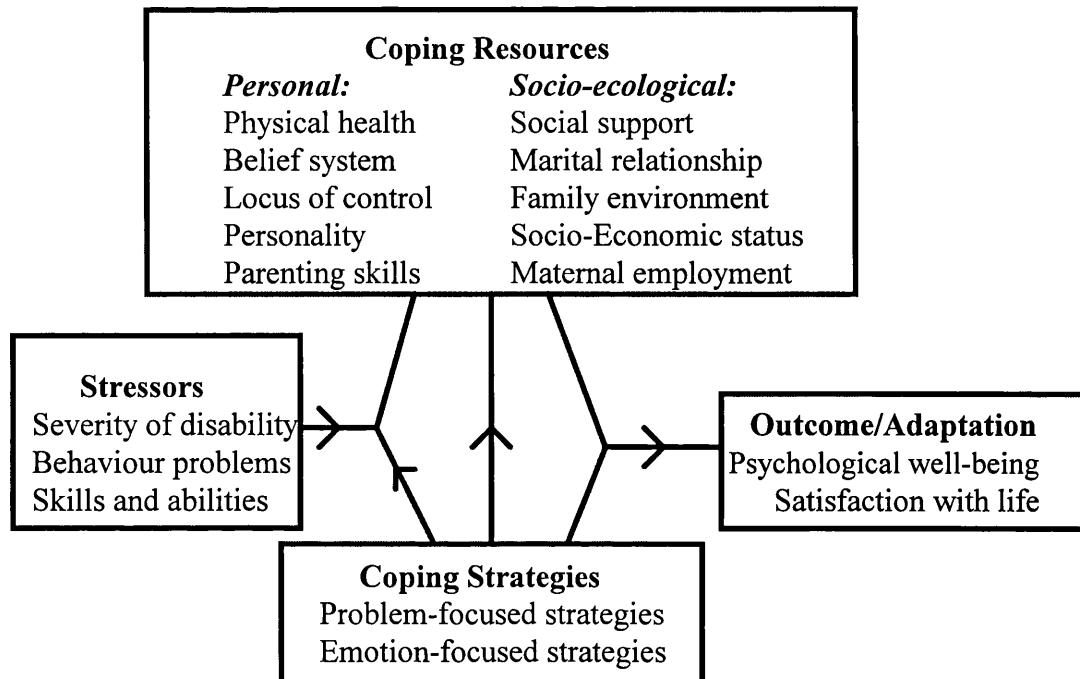 Coping Resources
Personal:
Physical health
Belief system
Locus of control
Personality
Parenting skills
Socio-ecological:
Social support
Marital relationship
Family environment
Socio-Economic status
Maternal employment
Stressors
Severity of disability
Behaviour problems
Skills and abilities
Outcome/Adaptation
Psychological well-being
Satisfaction with life
Coping Strategies
Problem-focused strategies
Emotion-focused strategies